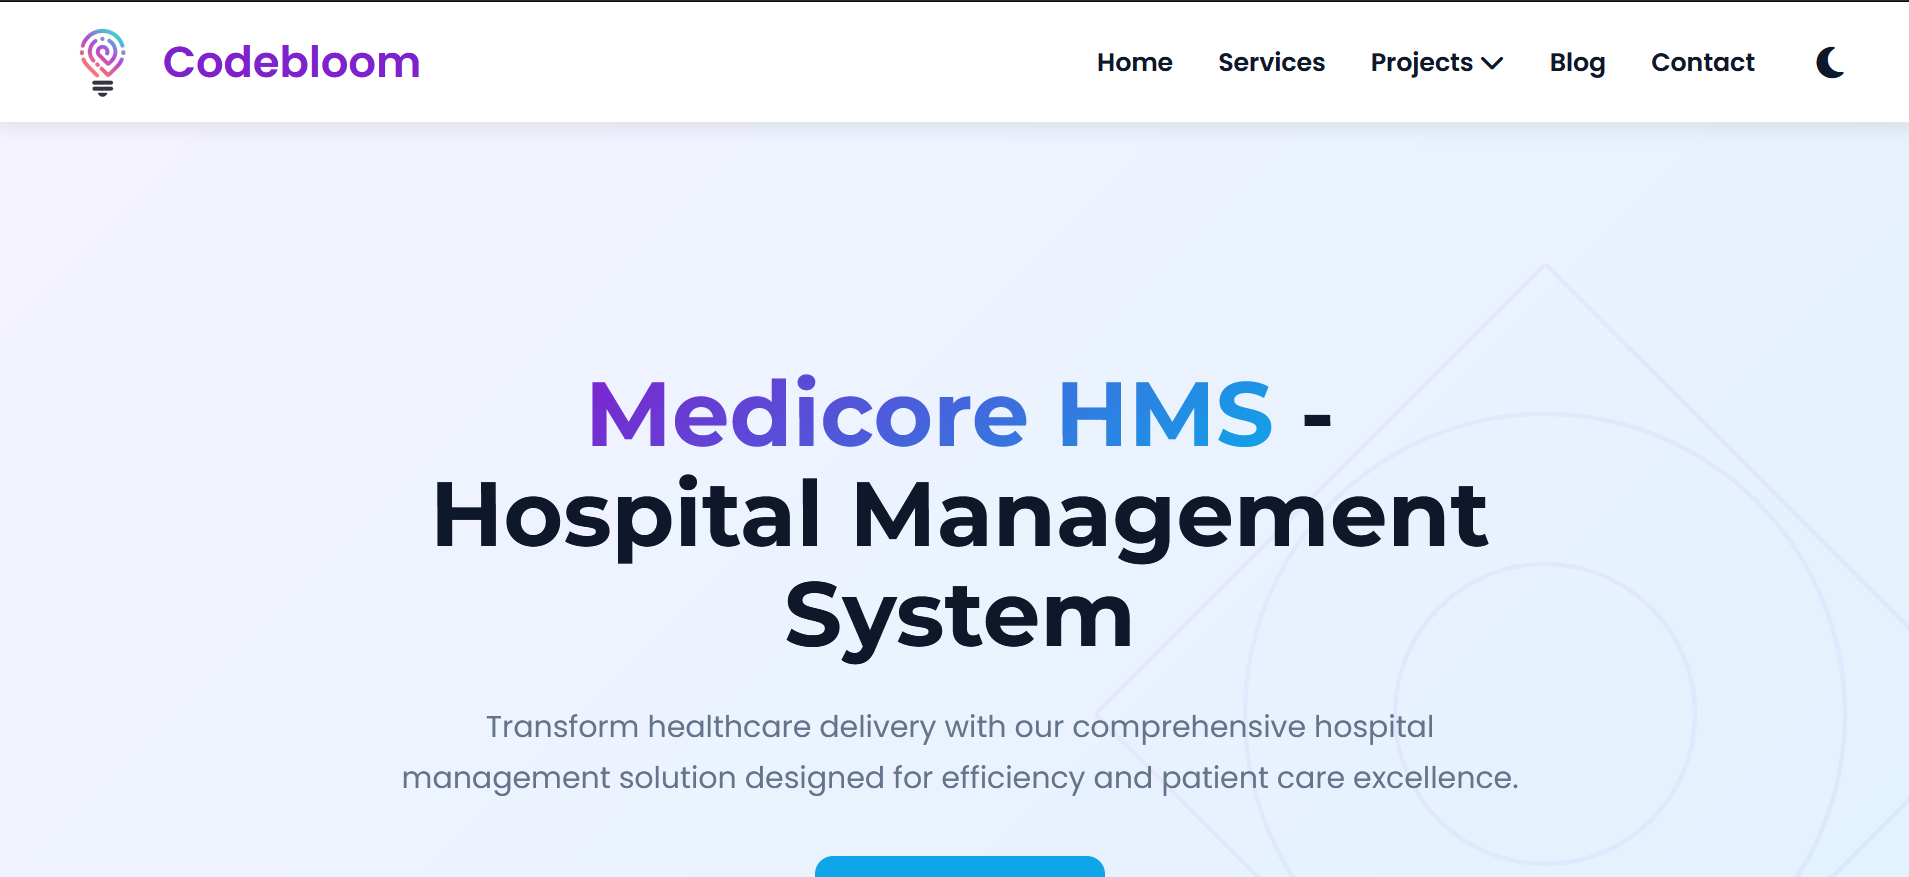 Codebloom
Home Services Projects Blog Contact
Medicore HMS -
Hospital Management
System
Transform healthcare delivery with our comprehensive hospital
management solution designed for efficiency and patient care excellence.